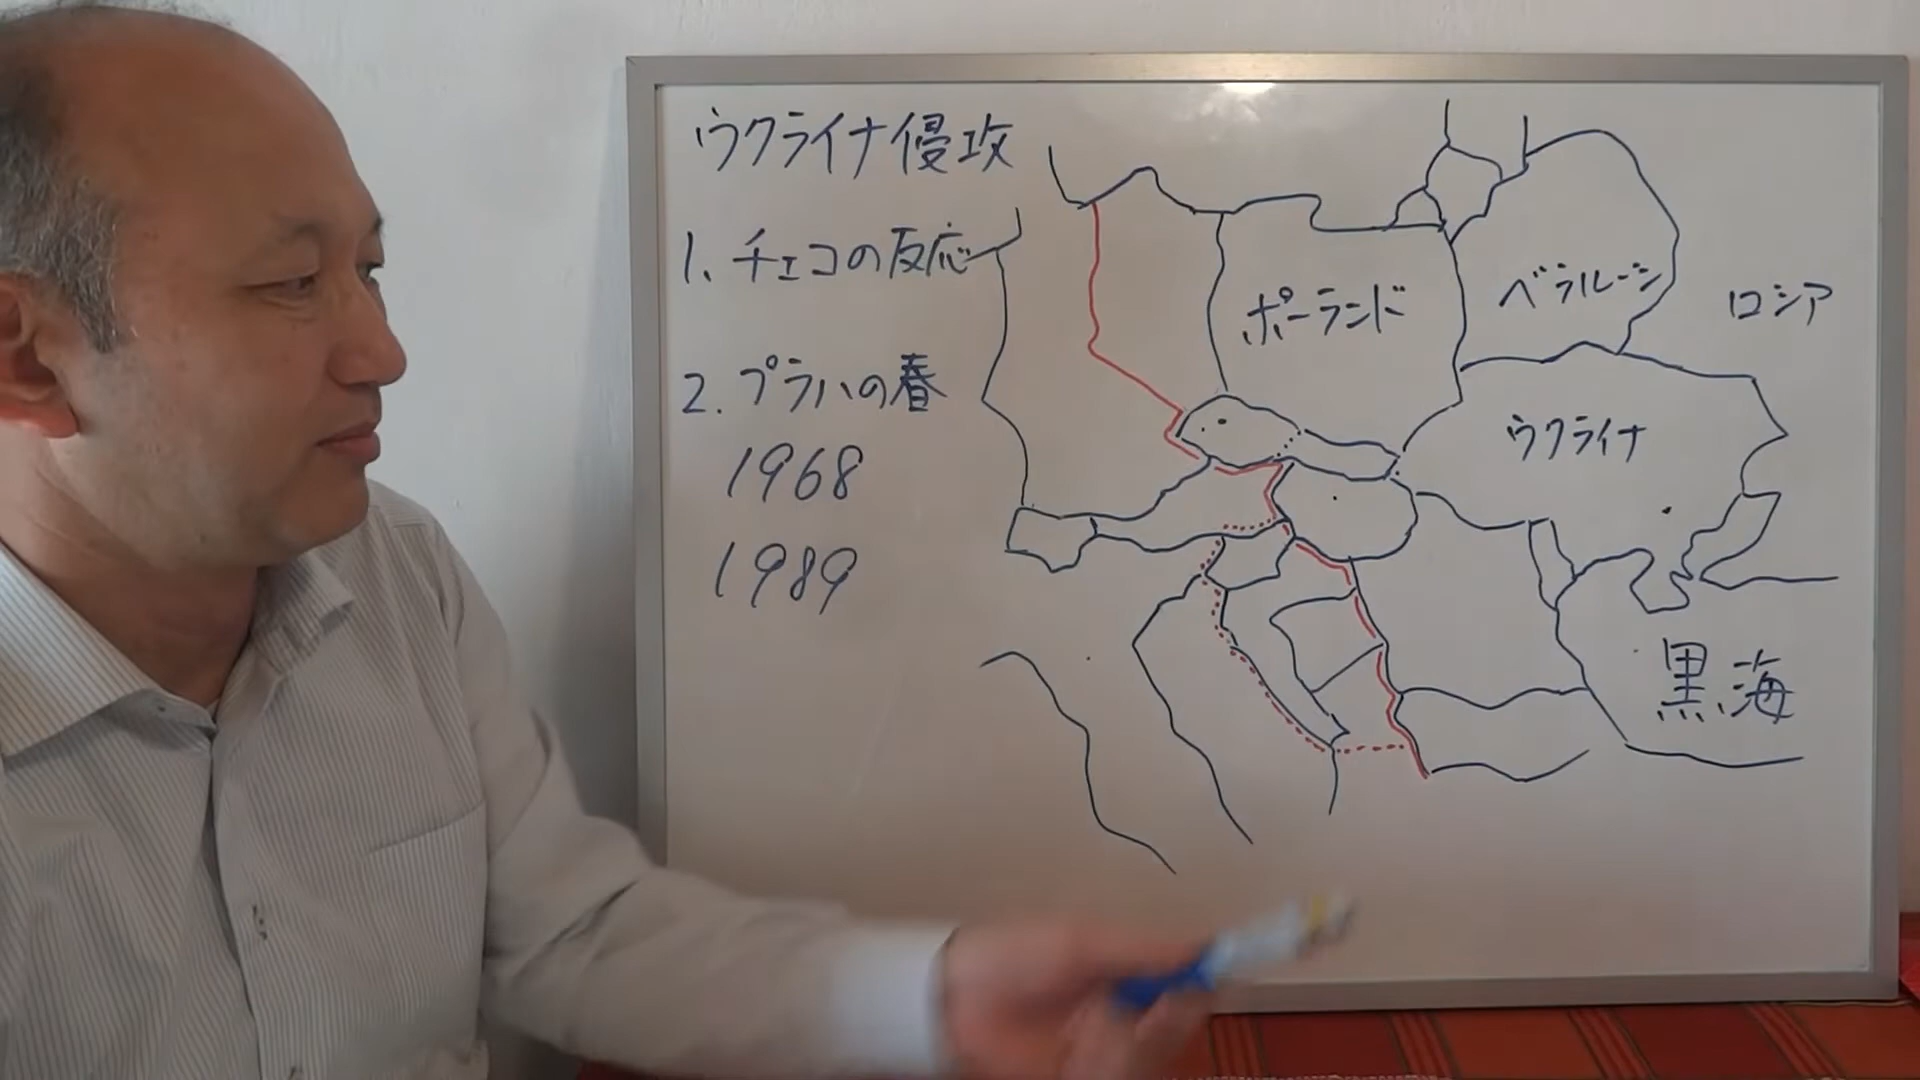 ウクライナ侵攻
1. チェコの反応
2. プラハの春
1968
1989
ポーランド
ベラルーシ
ロシア
ウクライナ
黒海